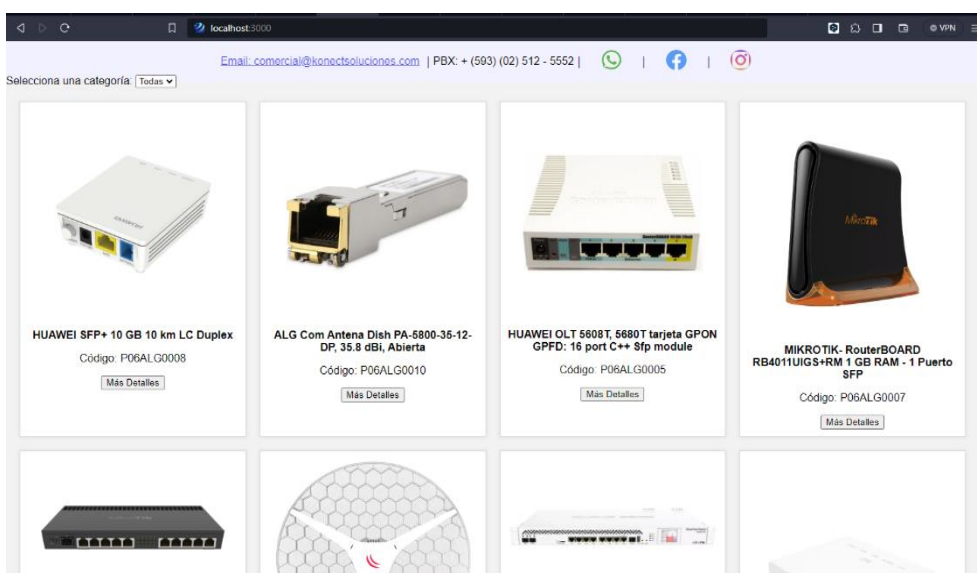 localhost:3000
VPN
Email: comercial@konectsoluciones.com | PBX: + (593) (02) 512 - 5552 | | |
Selecciona una categoría: Todas
HUAWEI
MikroTik
HUAWEI SFP+ 10 GB 10 km LC Duplex
Código: P06ALG0008
Más Detalles
ALG Com Antena Dish PA-5800-35-12-
DP, 35.8 dBi, Abierta
Código: P06ALG0010
Más Detalles
HUAWEI OLT 5608T, 5680T tarjeta GPON
GPFD: 16 port C++ Sfp module
Código: P06ALG0005
Más Detalles
MIKROTIK- RouterBOARD
RB4011UIGS+RM 1 GB RAM - 1 Puerto
SFP
Código: P06ALG0007
Más Detalles